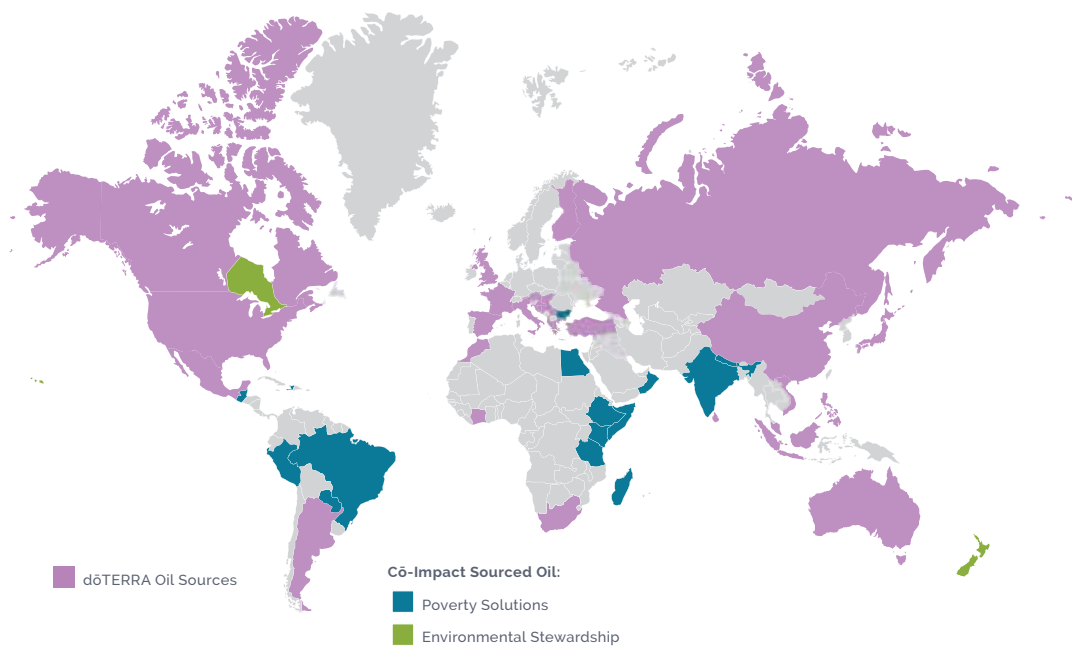 dōTERRA Oil Sources
Cō-Impact Sourced Oil:
Poverty Solutions
Environmental Stewardship